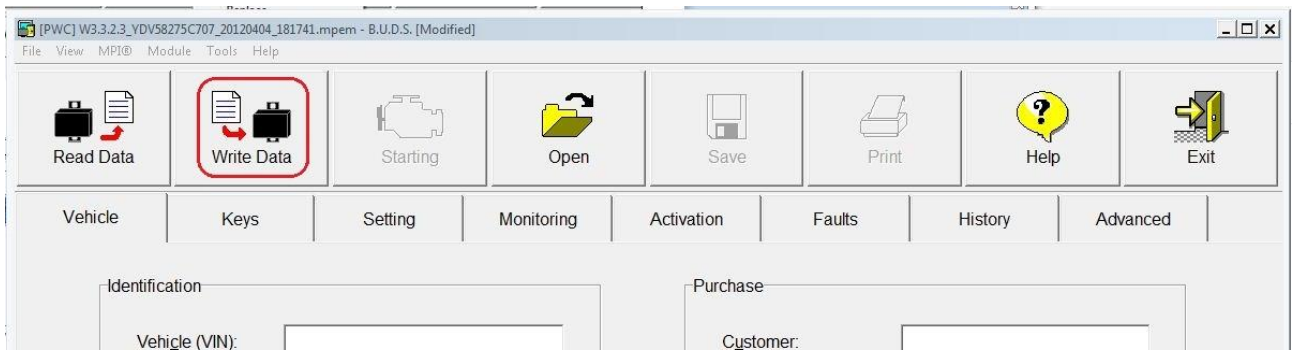 Replace
[PWC] W3.3.2.3_YDV58275C707_20120404_181741.mpem - B.U.D.S. [Modified]
File View MPI® Module Tools Help
Read Data Write Data Starting Open Save Print Help Exit
Vehicle Keys Setting Monitoring Activation Faults History Advanced
Identification Purchase
Vehicle (VIN): Customer: